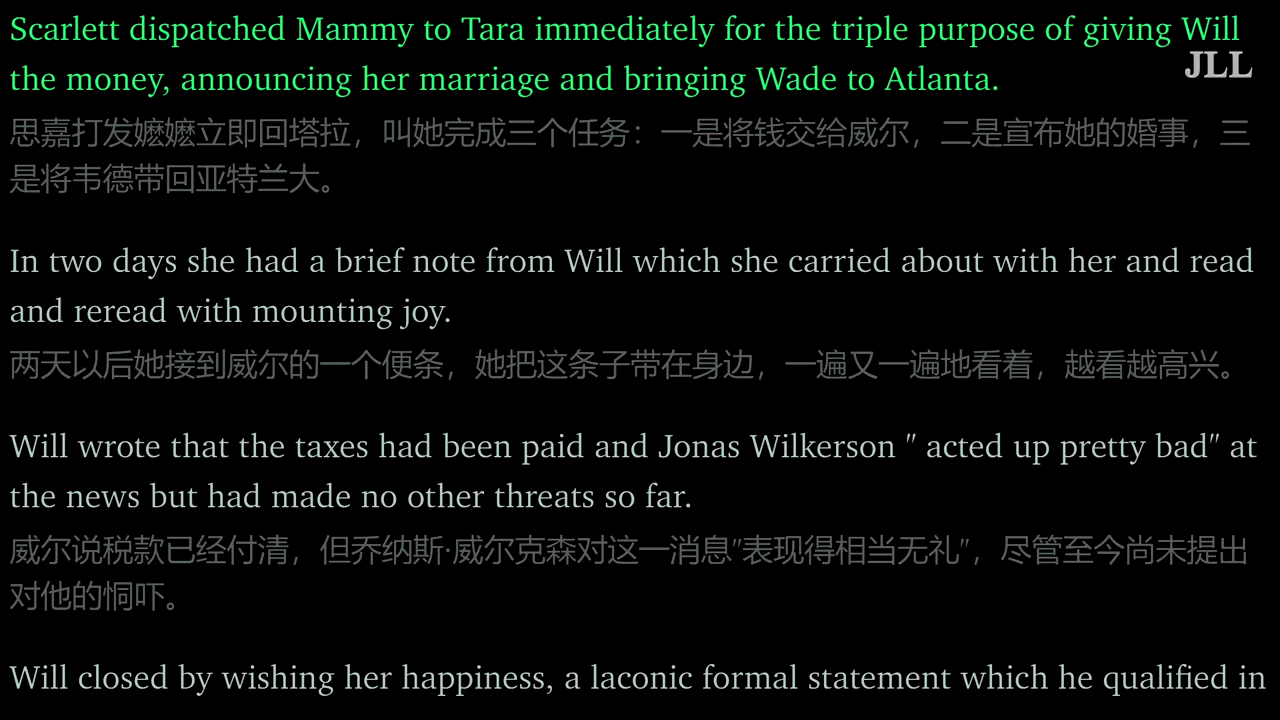 Scarlett dispatched Mammy to Tara immediately for the triple purpose of giving Will
the money, announcing her marriage and bringing Wade to Atlanta.
JLL
思嘉打发嬷嬷立即回塔拉，叫她完成三个任务：一是将钱交给威尔，二是宣布她的婚事，三
是将韦德带回亚特兰大。
In two days she had a brief note from Will which she carried about with her and read
and reread with mounting joy.
两天以后她接到威尔的一个便条，她把这条子带在身边，一遍又一遍地看着，越看越高兴。
Will wrote that the taxes had been paid and Jonas Wilkerson " acted up pretty bad" at
the news but had made no other threats so far.
威尔说税款已经付清，但乔纳斯·威尔克森对这一消息"表现得相当无礼"，尽管至今尚未提出
对他的恫吓。
Will closed by wishing her happiness, a laconic formal statement which he qualified in